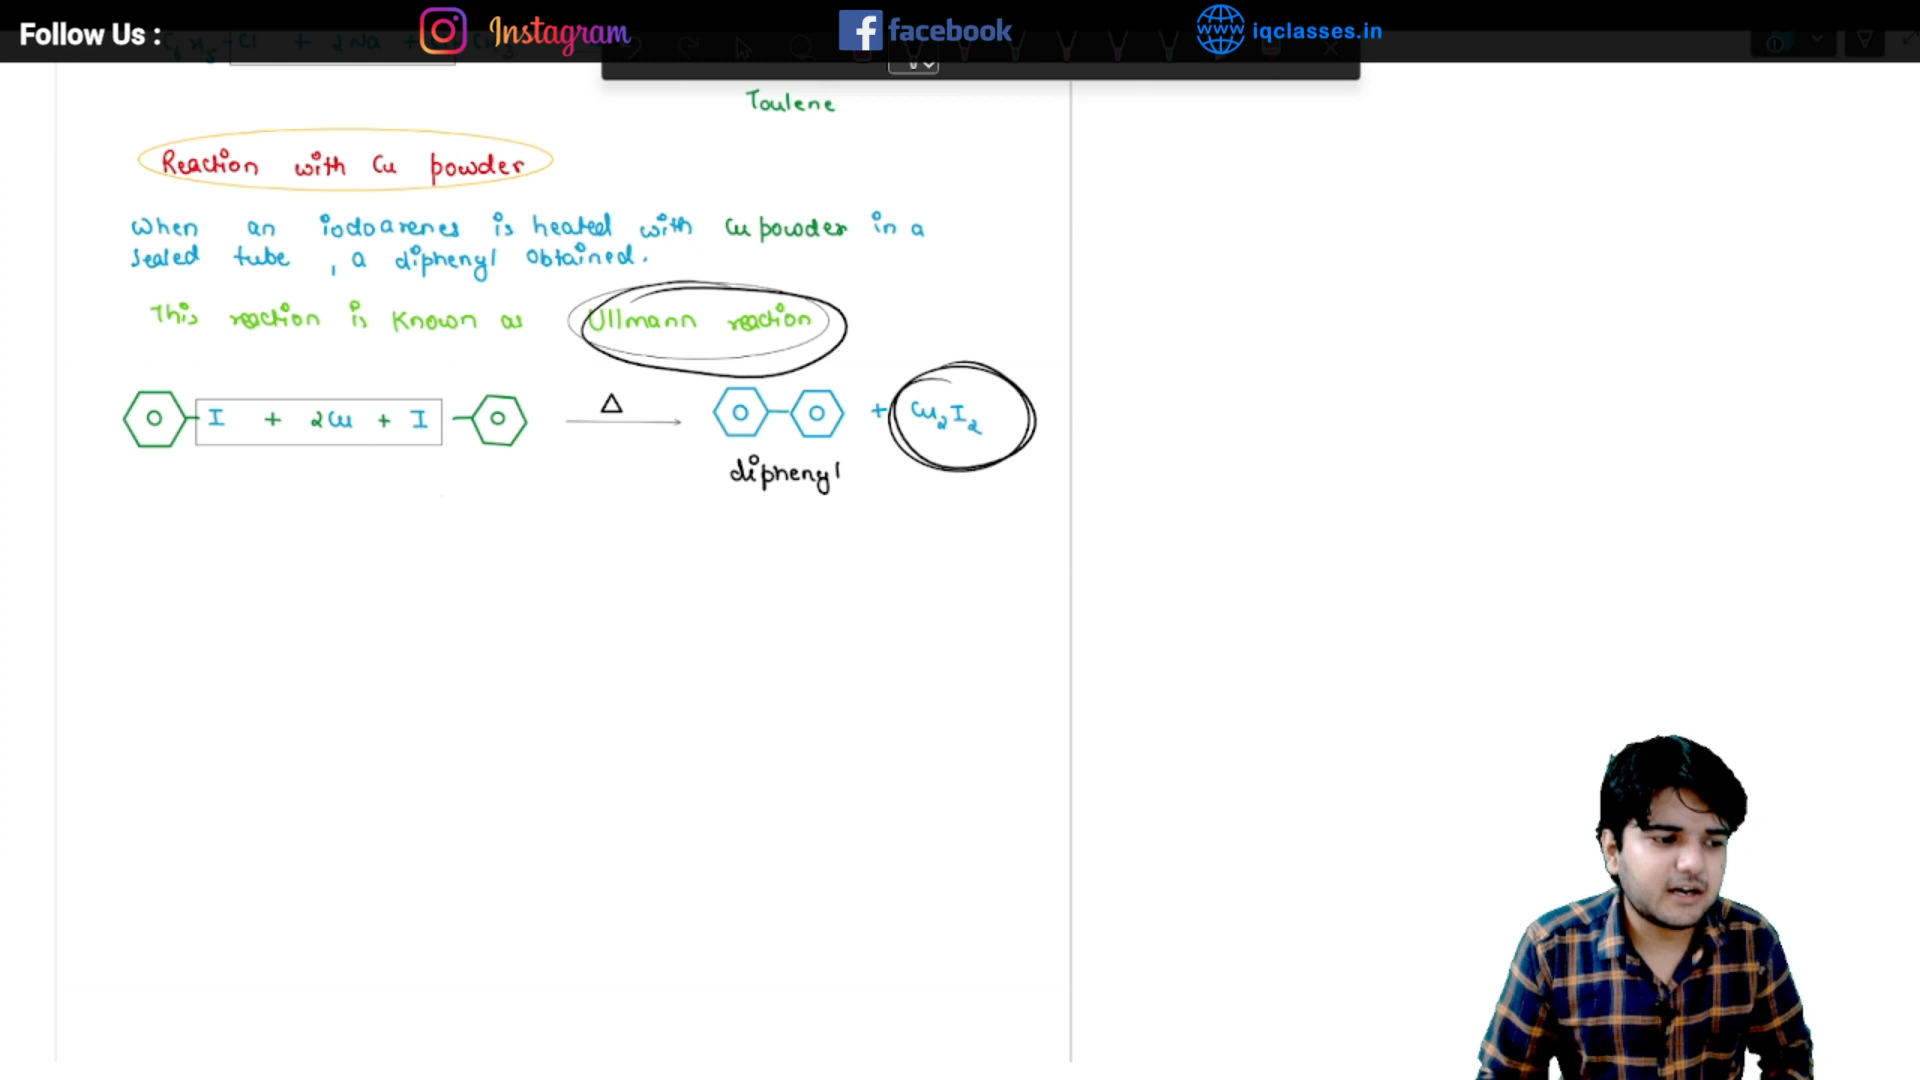 Follow Us : Instagram facebook WWW iqclasses.in
Toulene
Reaction with Cu powder
When an iodoarenes is heated with Cu powder in a
sealed tube , a diphenyl obtained.
This reaction is known as Ullmann reaction
I + 2Cu + I Δ + Cu₂I₂
diphenyl